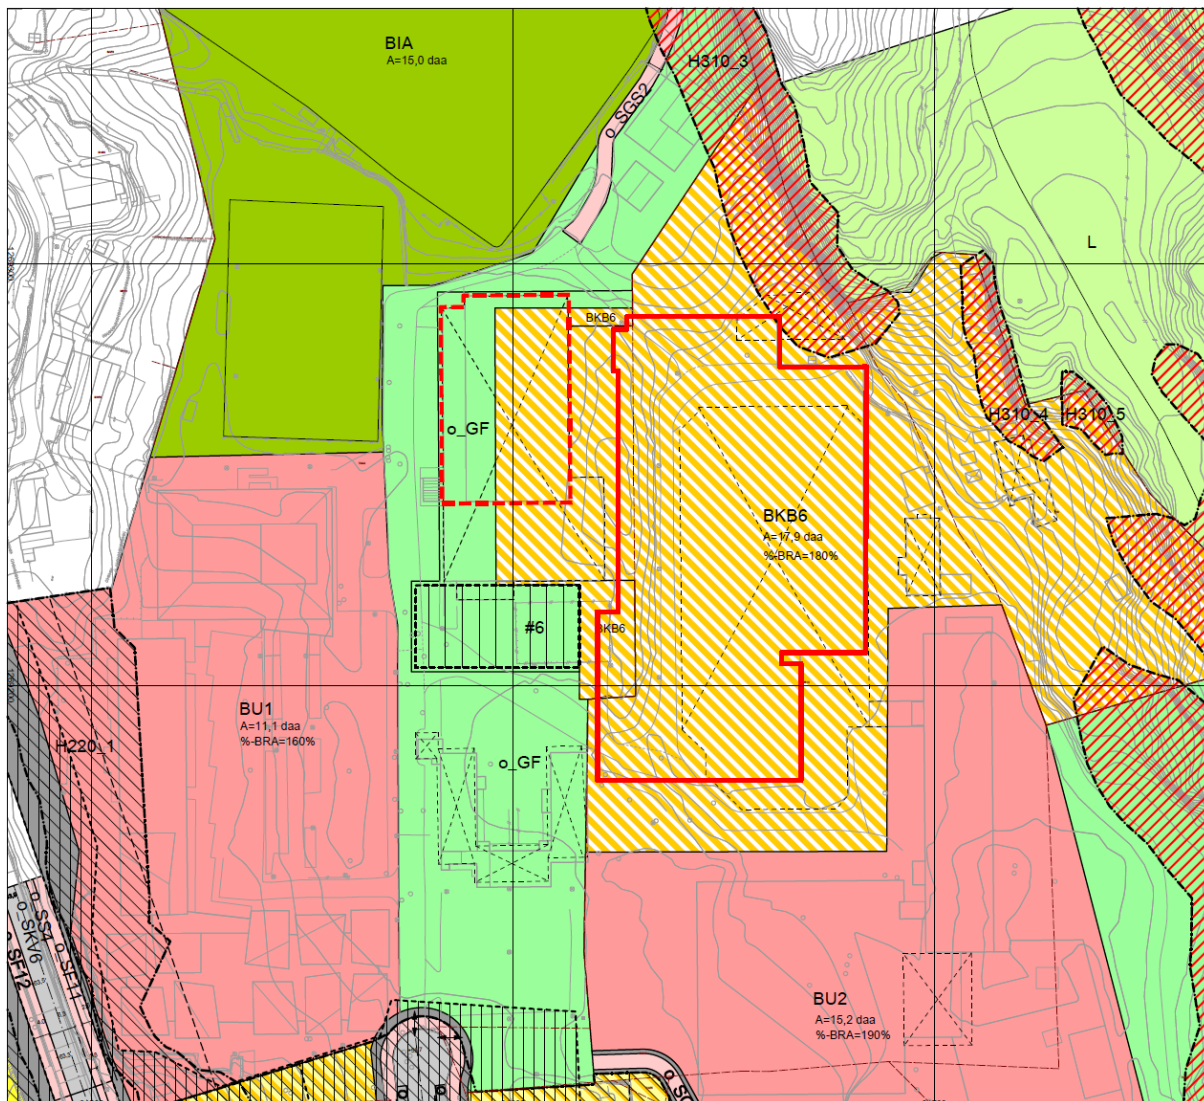 BIA
A=15,0 daa
H310_3
o_SGS2
L
BKB6
o_GF
H310_4
H310_5
BKB6
A=17,9 daa
%-BRA=180%
#6
BKB6
BU1
A=11,1 daa
%-BRA=160%
H220_1
o_GF
o_SS4
o_SKV6
o_SF11
o_SF12
BU2
A=15,2 daa
%-BRA=190%